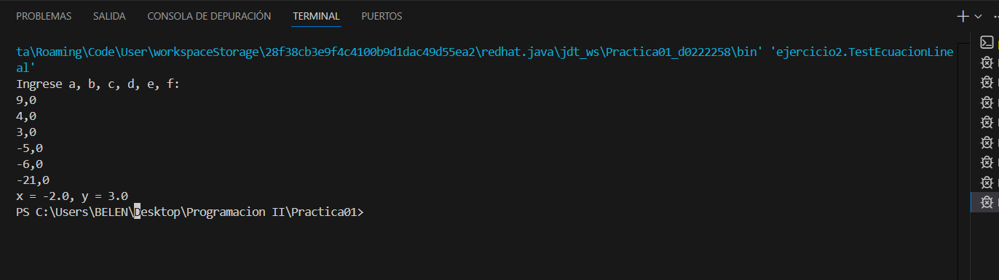 PROBLEMAS SALIDA CONSOLA DE DEPURACIÓN TERMINAL PUERTOS
ta\Roaming\Code\User\workspaceStorage\28f38cb3e9f4c4100b9d1dac49d55ea2\redhat.java\jdt_ws\Practica01_d0222258\bin' 'ejercicio2.TestEcuacionLine
al'
Ingrese a, b, c, d, e, f:
9,0
4,0
3,0
-5,0
-6,0
-21,0
x = -2.0, y = 3.0
PS C:\Users\BELEN\Desktop\Programacion II\Practica01>